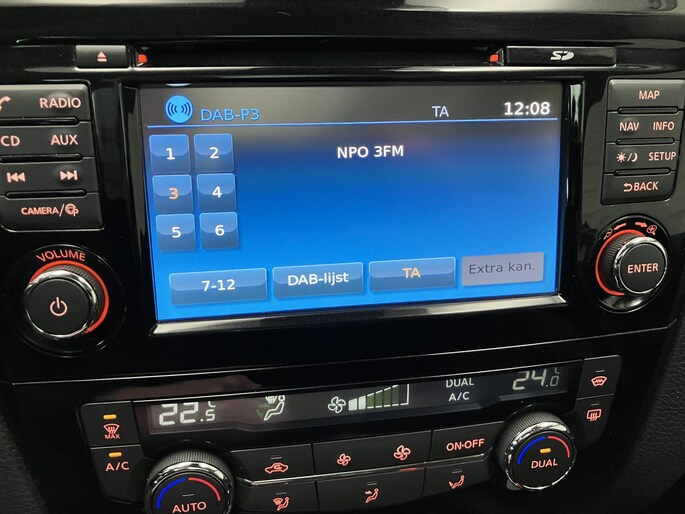 SD
RADIO
CD AUX
CAMERA/
VOLUME
DAB-P3 TA 12:08
1 2
NPO 3FM
3 4
5 6
7-12 DAB-lijst TA Extra kan.
MAP
NAV INFO
SETUP
BACK
ENTER
22.5 DUAL A/C 24.0
MAX
A/C
ON-OFF
AUTO
DUAL